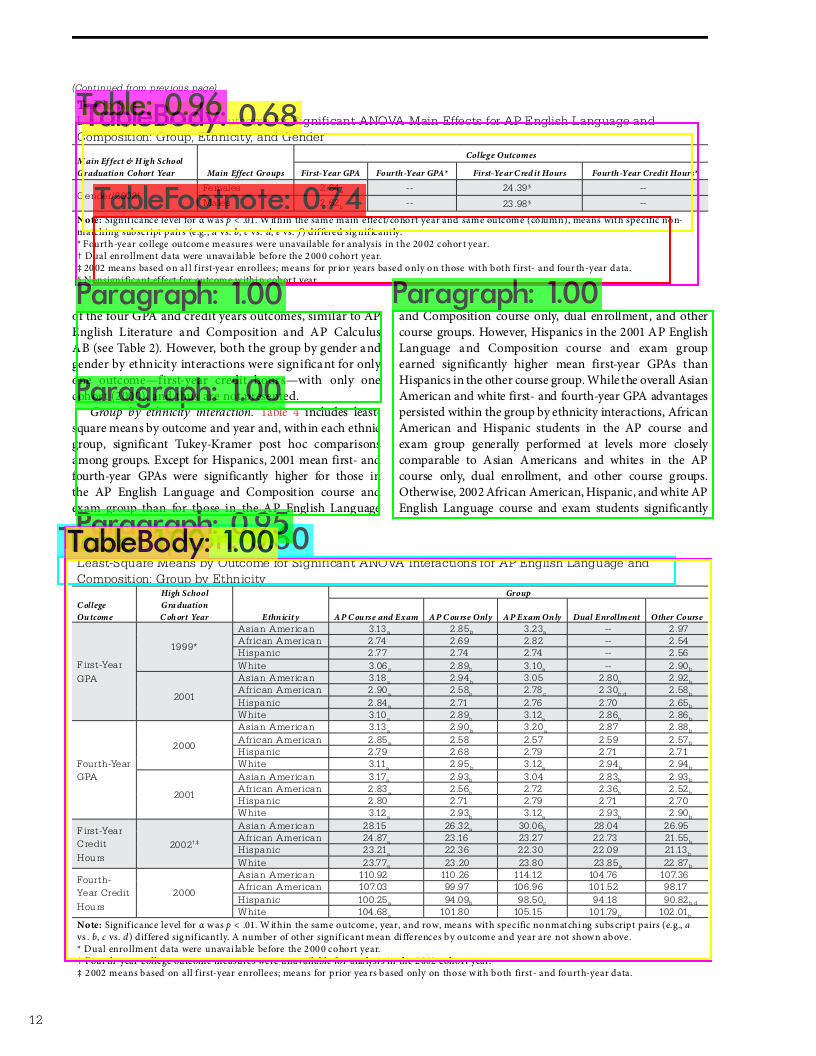 (Continued from previous page)
Table: 0.96
TableBody: 0.68
Significant ANOVA Main Effects for AP English Language and
Composition: Group, Ethnicity, and Gender
Main Effect & High School Graduation Cohort Year | Main Effect Groups | College Outcomes
First-Year GPA | Fourth-Year GPA* | First-Year Credit Hours | Fourth-Year Credit Hours*
Females -- 24.39§ --
-- 23.98§ --
TableFootnote: 0.74
Note: Significance level for α was p < .01. Within the same main effect/cohort year and same outcome (column), means with specific non-
matching subscript pairs (e.g., a vs. b, c vs. d, e vs. f) differed significantly.
* Fourth-year college outcome measures were unavailable for analysis in the 2002 cohort year.
† Dual enrollment data were unavailable before the 2000 cohort.
‡ 2002 means based on all first-year enrollees; means for prior years based only on those with both first- and fourth-year data.
§ Nonsignificant effect for outcome within cohort year.
Paragraph: 1.00
of the four GPA and credit years outcomes, similar to AP
English Literature and Composition and AP Calculus
AB (see Table 2). However, both the group by gender and
gender by ethnicity interactions were significant for only
one outcome—first-year credit hours—with only one
not presented.
Paragraph: 1.00
Group by ethnicity interaction. Table 4 includes least-
square means by outcome and year and, within each ethnic
group, significant Tukey-Kramer post hoc comparisons
among groups. Except for Hispanics, 2001 mean first- and
fourth-year GPAs were significantly higher for those in
the AP English Language and Composition course and
exam group than for those in the AP English Language
Paragraph: 0.95
Paragraph: 1.00
and Composition course only, dual enrollment, and other
course groups. However, Hispanics in the 2001 AP English
Language and Composition course and exam group
earned significantly higher mean first-year GPAs than
Hispanics in the other course group. While the overall Asian
American and white first- and fourth-year GPA advantages
persisted within the group by ethnicity interactions, African
American and Hispanic students in the AP course and
exam group generally performed at levels more closely
comparable to Asian Americans and whites in the AP
course only, dual enrollment, and other course groups.
Otherwise, 2002 African American, Hispanic, and white AP
English Language course and exam students significantly
TableBody: 1.00
Least-Square Means by Outcome for Significant ANOVA Interactions for AP English Language and
Composition: Group by Ethnicity
College Outcome | High School Graduation Cohort Year | Ethnicity | Group
AP Course and Exam | AP Course Only | AP Exam Only | Dual Enrollment | Other Course
First-Year GPA
1999*
Asian American 3.13a 2.85b 3.23a -- 2.97
African American 2.74 2.69 2.82 -- 2.54
Hispanic 2.77 2.74 2.74 -- 2.56
White 3.06a 2.89b 3.10a -- 2.90b
2001
Asian American 3.18a 2.94b 3.05 2.80b 2.92b
African American 2.90a 2.58b 2.78c 2.30b,d 2.58b
Hispanic 2.84a 2.71 2.76 2.70 2.65b
White 3.10a 2.89b 3.12a 2.86b 2.86b
Fourth-Year GPA
2000
Asian American 3.13a 2.90b 3.20a 2.87 2.88b
African American 2.85a 2.58 2.57 2.59 2.57b
Hispanic 2.79 2.68 2.79 2.71 2.71
White 3.11a 2.95b 3.12a 2.94b 2.94b
2001
Asian American 3.17a 2.93b 3.04 2.83b 2.93b
African American 2.83a 2.56b 2.72 2.36b 2.52b
Hispanic 2.80 2.71 2.79 2.71 2.70
White 3.12a 2.93b 3.12a 2.93b 2.90b
First-Year Credit Hours
2002†‡
Asian American 28.15 26.32a 30.06b 28.04 26.95
African American 24.87a 23.16 23.27 22.73 21.55b
Hispanic 23.21a 22.36 22.30 22.09 21.13b
White 23.77a 23.20 23.80 23.85a 22.87b
Fourth-Year Credit Hours
2000
Asian American 110.92 110.26 114.12 104.76 107.36
African American 107.03 99.97 106.96 101.52 98.17
Hispanic 100.25a 94.09b 98.50c 94.18 90.82b,d
White 104.68a 101.80 105.15 101.79b 102.01b
Note: Significance level for α was p < .01. Within the same outcome, year, and row, means with specific nonmatching subscript pairs (e.g., a
vs. b, c vs. d) differed significantly. A number of other significant mean differences by outcome and year are not shown above.
* Dual enrollment data were unavailable before the 2000 cohort year.
† Fourth-year college outcome measures were unavailable for analysis in the 2002 cohort year.
‡ 2002 means based on all first-year enrollees; means for prior years based only on those with both first- and fourth-year data.
12